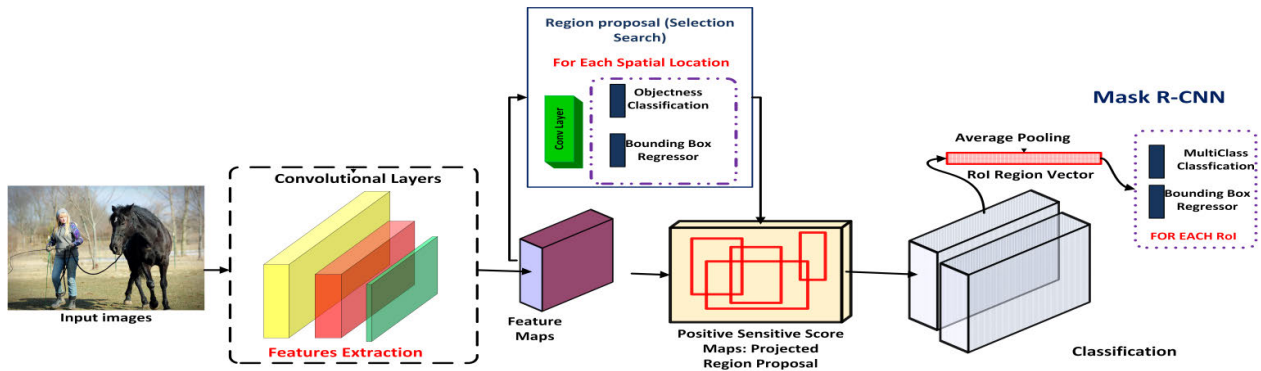 Region proposal (Selection
Search)
For Each Spatial Location
Conv Layer
Objectness
Classification
Bounding Box
Regressor
Mask R-CNN
Average Pooling
RoI Region Vector
MultiClass
Classfication
Bounding Box
Regressor
FOR EACH RoI
Convolutional Layers
Features Extraction
Input images
Feature
Maps
Positive Sensitive Score
Maps: Projected
Region Proposal
Classification